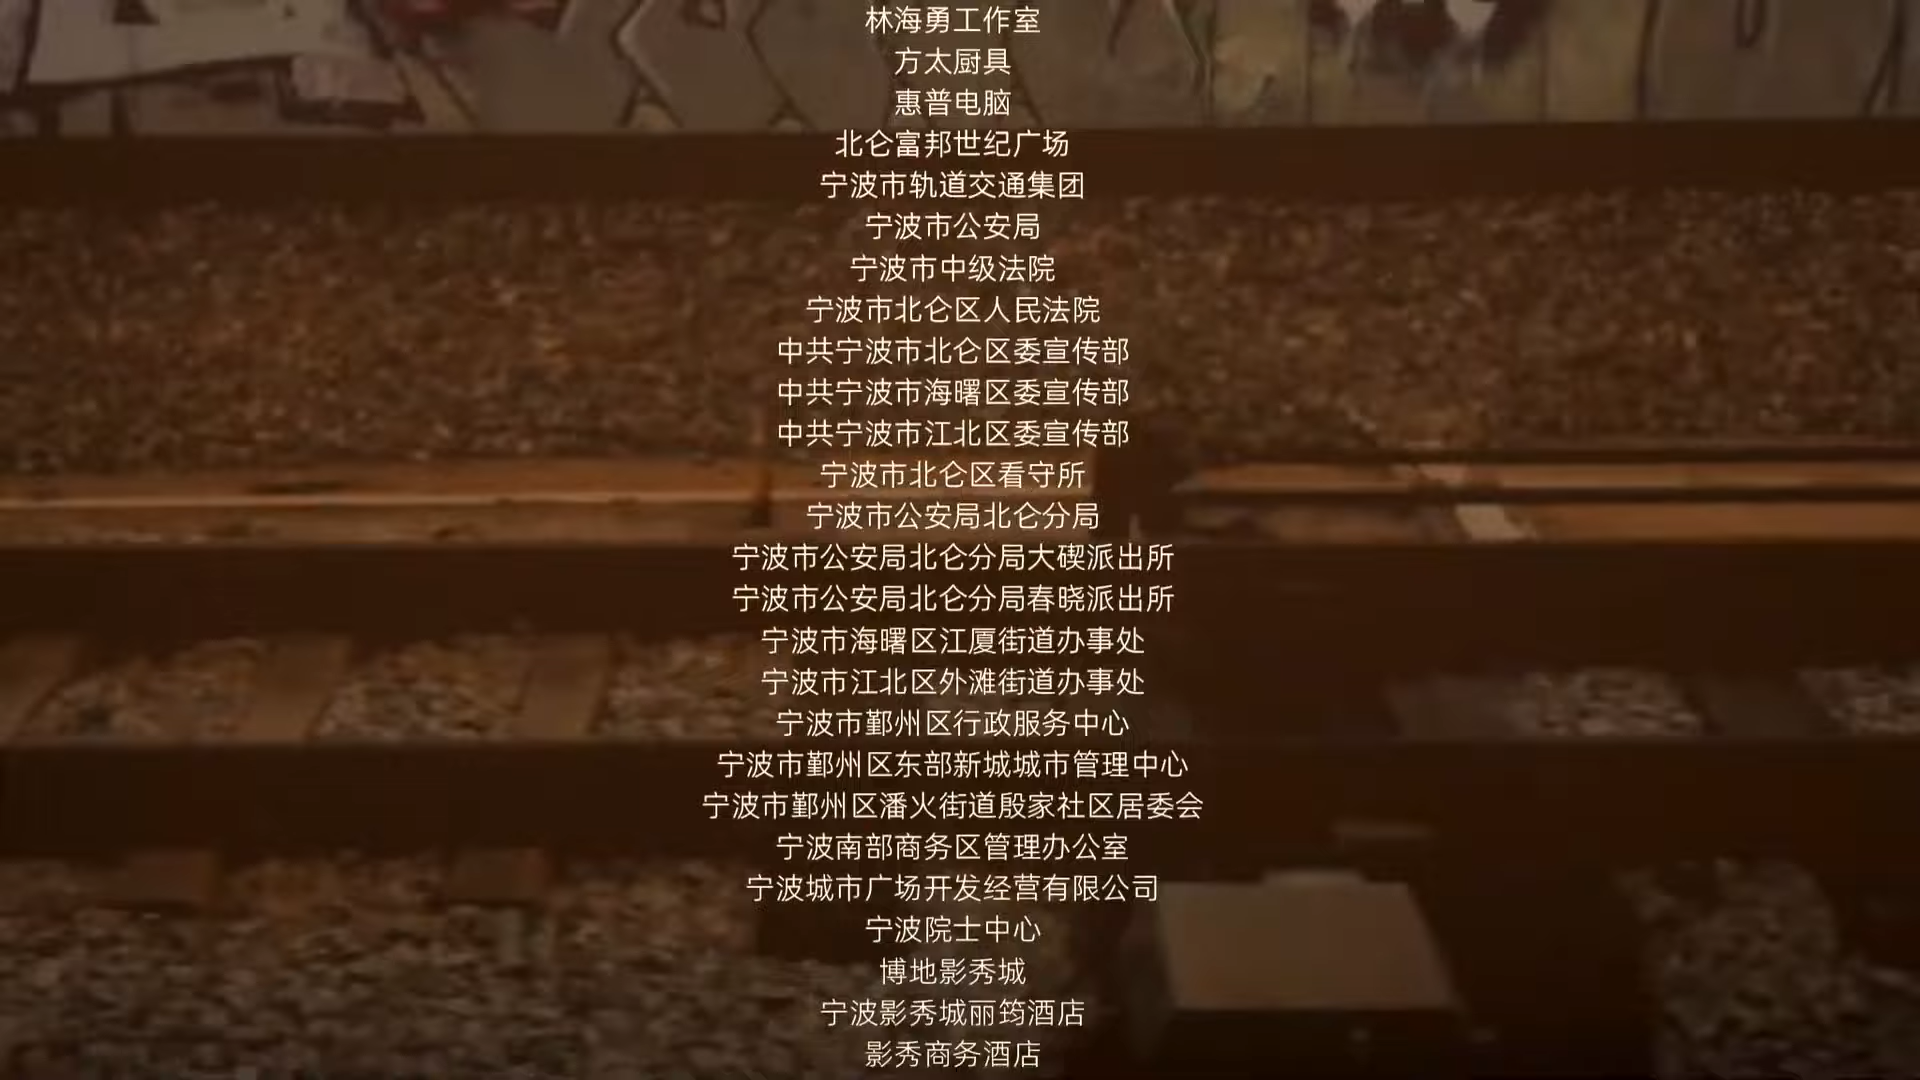 林海勇工作室
方太厨具
惠普电脑
北仑富邦世纪广场
宁波市轨道交通集团
宁波市公安局
宁波市中级法院
宁波市北仑区人民法院
中共宁波市北仑区委宣传部
中共宁波市海曙区委宣传部
中共宁波市江北区委宣传部
宁波市北仑区看守所
宁波市公安局北仑分局
宁波市公安局北仑分局大碶派出所
宁波市公安局北仑分局春晓派出所
宁波市海曙区江厦街道办事处
宁波市江北区外滩街道办事处
宁波市鄞州区行政服务中心
宁波市鄞州区东部新城城市管理中心
宁波市鄞州区潘火街道殷家社区居委会
宁波南部商务区管理办公室
宁波城市广场开发经营有限公司
宁波院士中心
博地影秀城
宁波影秀城丽筠酒店
影秀商务酒店